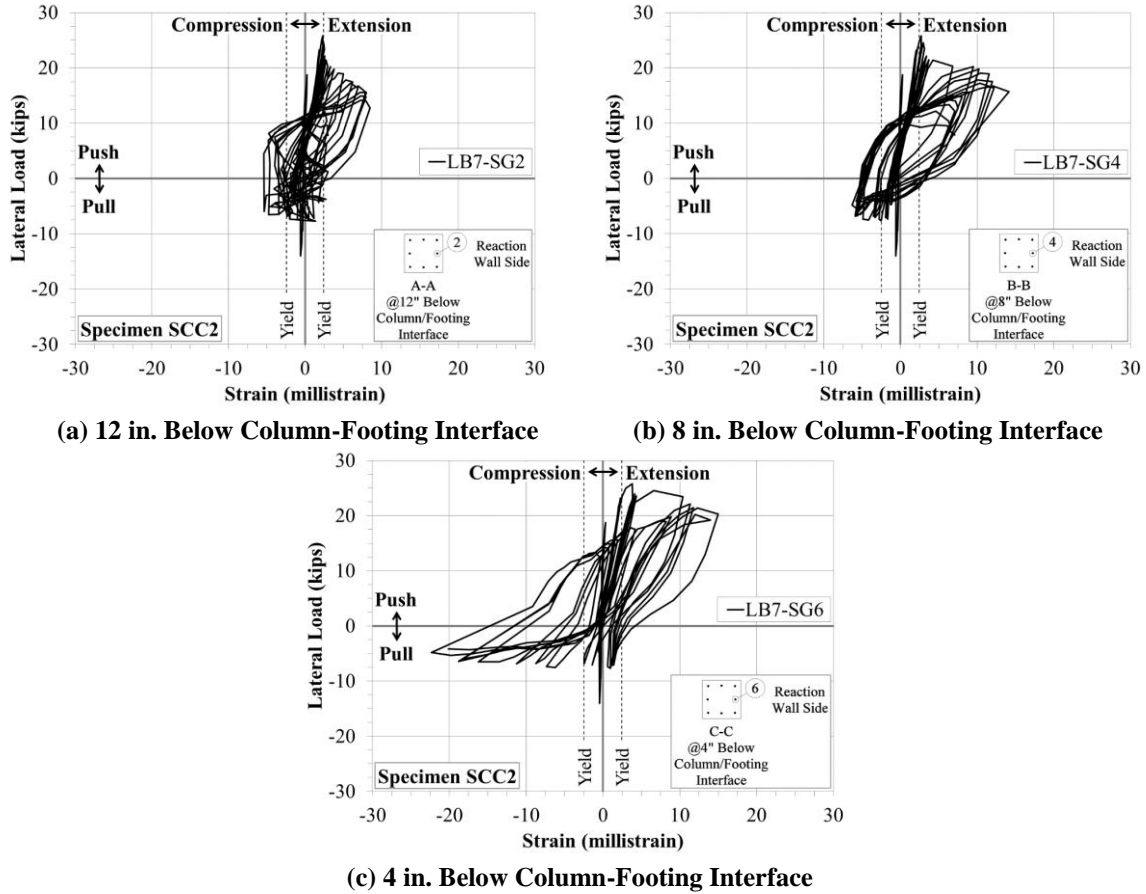 Compression Extension
30
20
10
0
-10
-20
-30
Lateral Load (kips)
Push
Pull
LB7-SG2
2
Reaction
Wall Side
A-A
@12" Below
Column/Footing
Interface
Yield
Yield
Specimen SCC2
-30 -20 -10 0 10 20 30
Strain (millistrain)
(a) 12 in. Below Column-Footing Interface
Compression Extension
30
20
10
0
-10
-20
-30
Lateral Load (kips)
Push
Pull
LB7-SG4
4
Reaction
Wall Side
B-B
@8" Below
Column/Footing
Interface
Yield
Yield
Specimen SCC2
-30 -20 -10 0 10 20 30
Strain (millistrain)
(b) 8 in. Below Column-Footing Interface
Compression Extension
30
20
10
0
-10
-20
-30
Lateral Load (kips)
Push
Pull
LB7-SG6
6
Reaction
Wall Side
C-C
@4" Below
Column/Footing
Interface
Yield
Yield
Specimen SCC2
-30 -20 -10 0 10 20 30
Strain (millistrain)
(c) 4 in. Below Column-Footing Interface